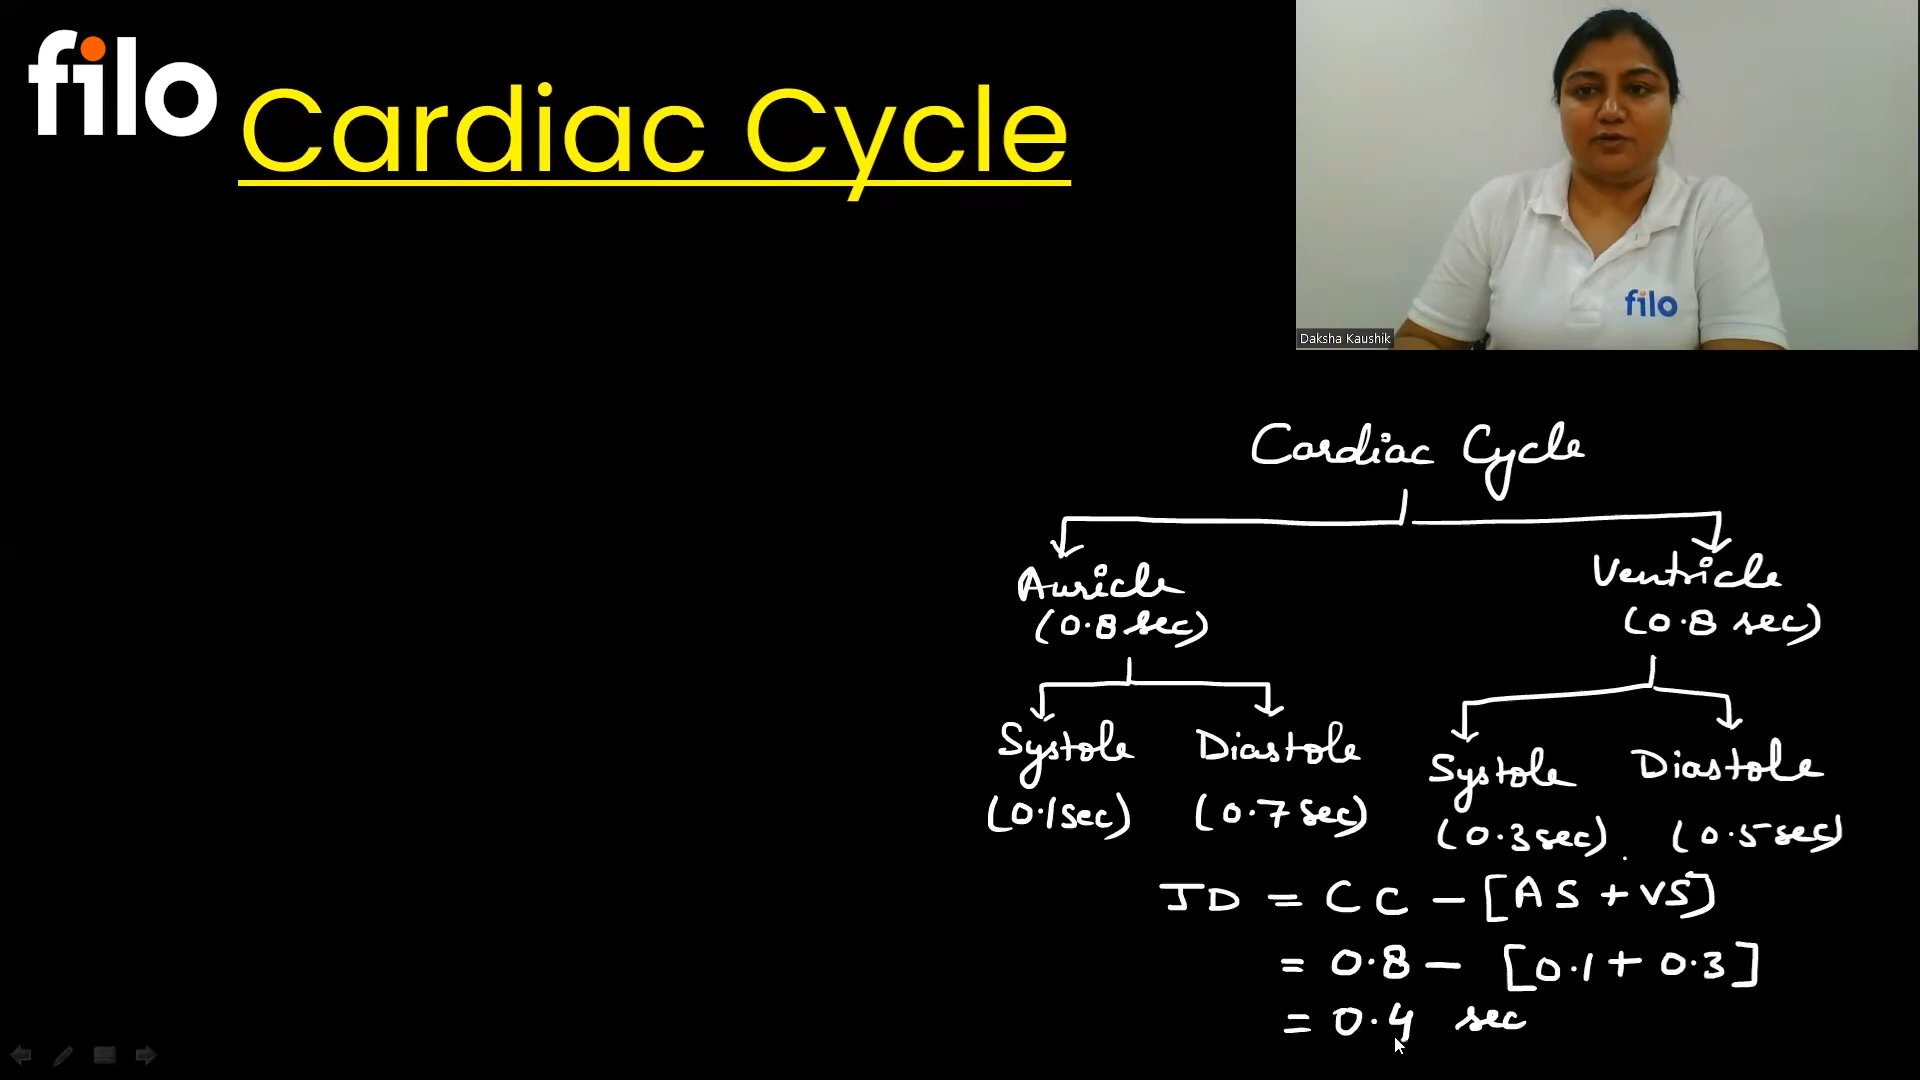 filo
Cardiac Cycle
filo
Daksha Kaushik
Cardiac Cycle
Auricle Ventricle
(0.8 sec) (0.8 sec)
Systole Diastole Systole Diastole
(0.1sec) (0.7 sec) (0.3sec) (0.5sec)
JD = CC - [AS + VS]
= 0.8 - [0.1 + 0.3]
= 0.4 sec